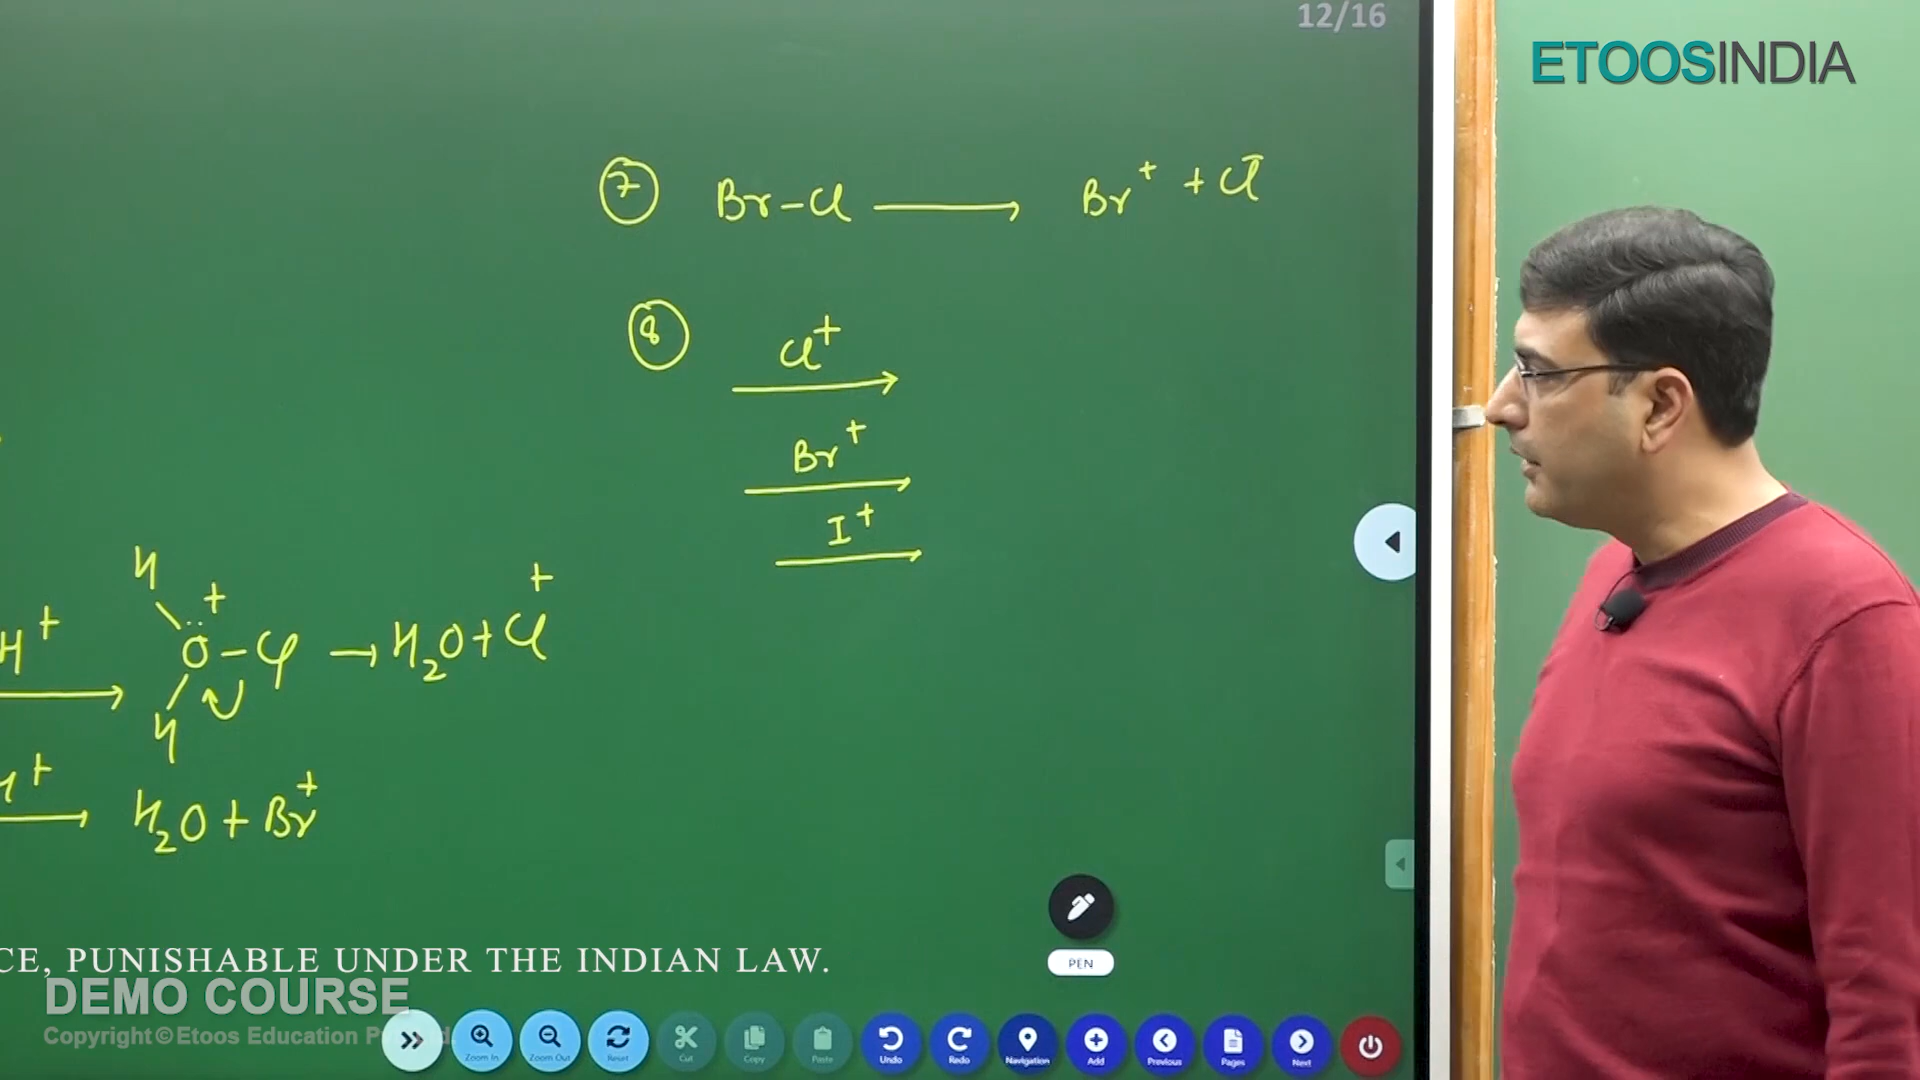 12/16
ETOOSINDIA
7 Br-Cl → Br⁺ + Cl⁻
8 Cl⁺ →
Br⁺ →
I⁺ →
H
H⁺ → O⁺-Cl → H₂O + Cl⁺
H
H⁺ → H₂O + Br⁺
CE, PUNISHABLE UNDER THE INDIAN LAW.
DEMO COURSE
Copyright © Etoos Education P
PEN
Zoom In Zoom Out Reset Cut Copy Paste Undo Redo Navigation Add Previous Pages Next